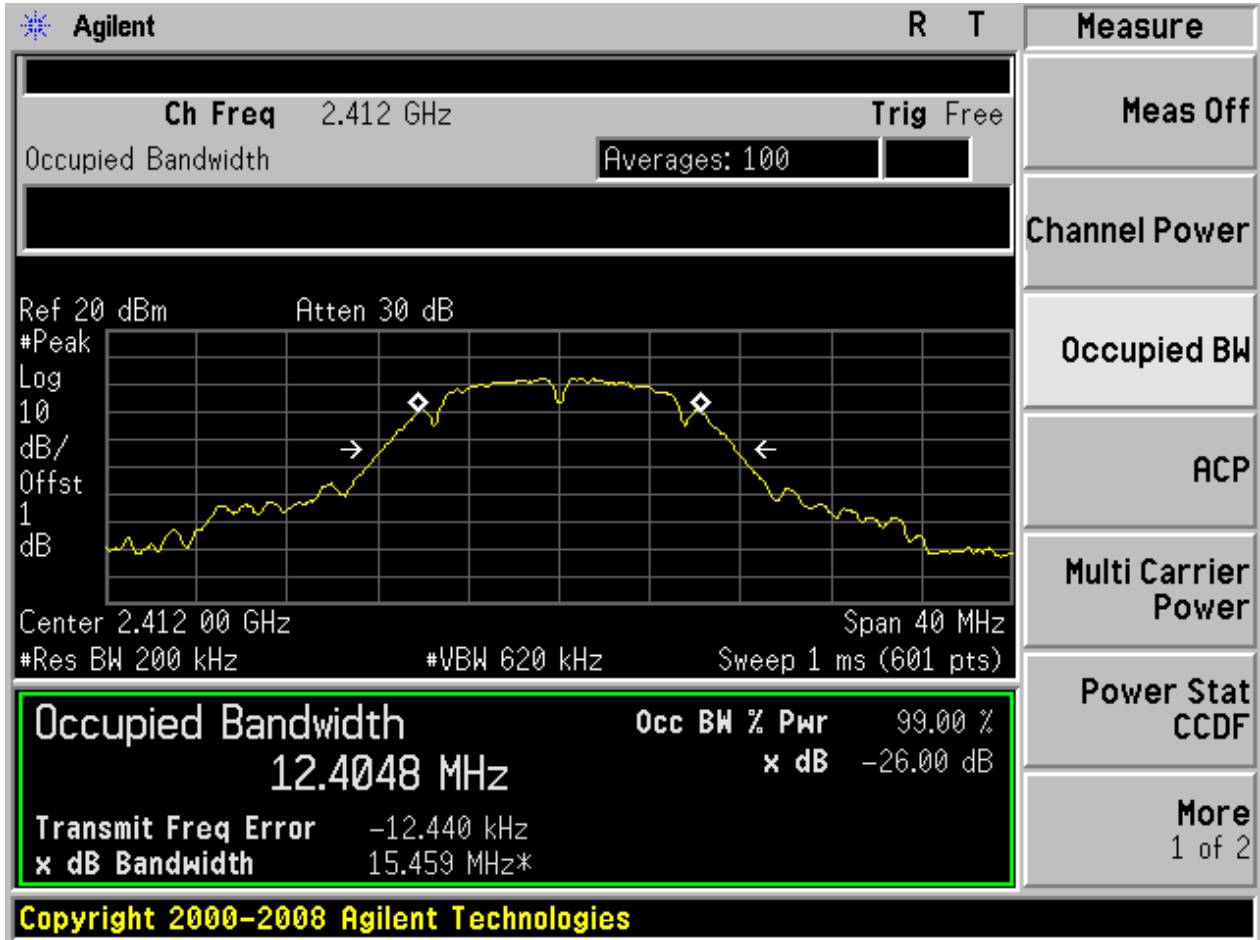 Agilent R T
Measure
Ch Freq 2.412 GHz Trig Free
Occupied Bandwidth Averages: 100
Ref 20 dBm Atten 30 dB
#Peak
Log
10
dB/
Offst
1
dB
Center 2.412 00 GHz Span 40 MHz
#Res BW 200 kHz #VBW 620 kHz Sweep 1 ms (601 pts)
Occupied Bandwidth
12.4048 MHz
Occ BW % Pwr 99.00 %
x dB -26.00 dB
Transmit Freq Error -12.440 kHz
x dB Bandwidth 15.459 MHz*
Meas Off
Channel Power
Occupied BW
ACP
Multi Carrier
Power
Power Stat
CCDF
More
1 of 2
Copyright 2000-2008 Agilent Technologies